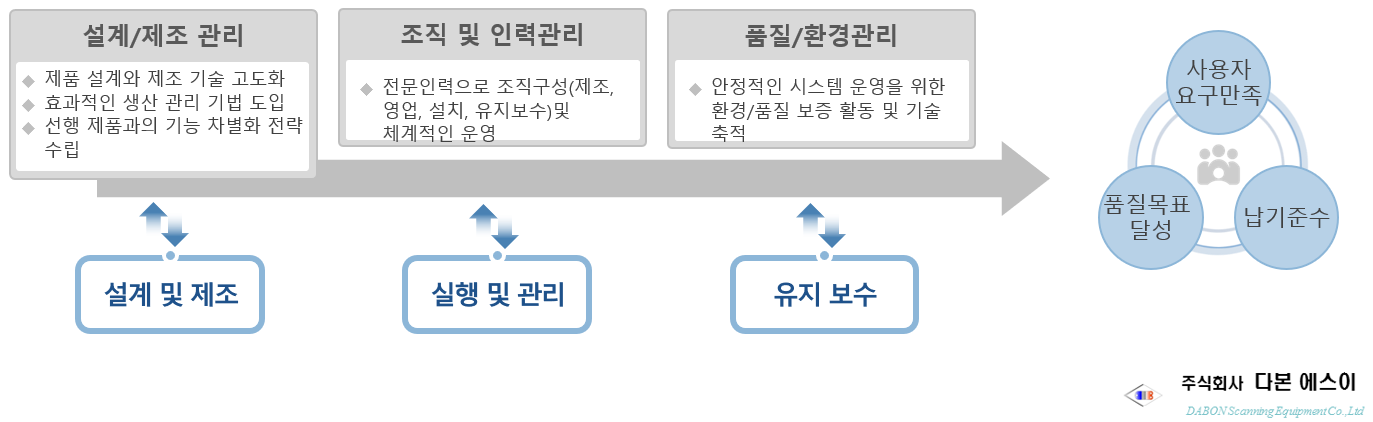 설계/제조 관리
◆ 제품 설계와 제조 기술 고도화
◆ 효과적인 생산 관리 기법 도입
◆ 선행 제품과의 기능 차별화 전략
수립
조직 및 인력관리
◆ 전문인력으로 조직구성(제조,
영업, 설치, 유지보수)및
체계적인 운영
품질/환경관리
◆ 안정적인 시스템 운영을 위한
환경/품질 보증 활동 및 기술
축적
설계 및 제조
실행 및 관리
유지 보수
사용자
요구만족
품질목표
달성
납기준수
주식회사 다본 에스이
DABON Scanning Equipment Co.,Ltd